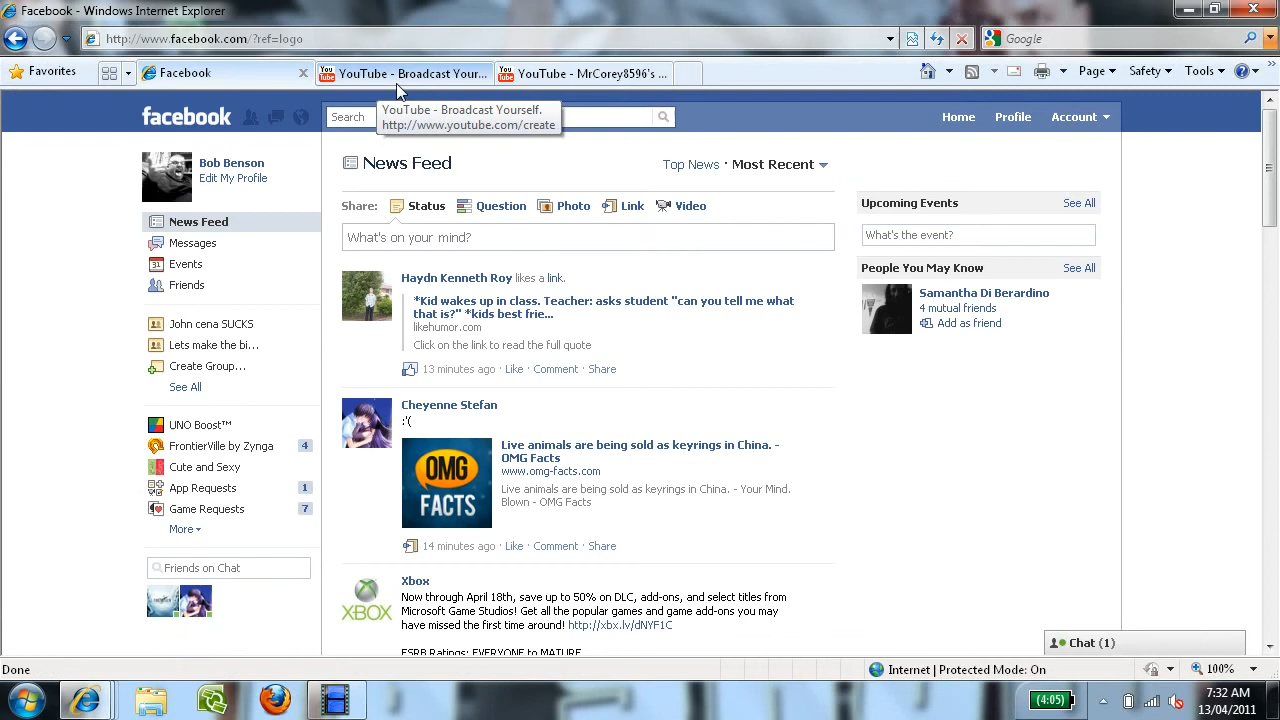 Facebook - Windows Internet Explorer
http://www.facebook.com/?ref=logo
Google
Favorites
Facebook
YouTube - Broadcast Your...
YouTube - MrCorey8596's ...
Page
Safety
Tools
YouTube - Broadcast Yourself.
http://www.youtube.com/create
facebook
Search
Home
Profile
Account
Bob Benson
Edit My Profile
News Feed
Messages
Events
Friends
John cena SUCKS
Lets make the bi...
Create Group...
See All
UNO Boost™
FrontierVille by Zynga 4
Cute and Sexy
App Requests 1
Game Requests 7
More
Friends on Chat
News Feed
Top News · Most Recent
Share: Status Question Photo Link Video
What's on your mind?
Haydn Kenneth Roy likes a link.
*Kid wakes up in class. Teacher: asks student "can you tell me what
that is?" *kids best frie...
likehumor.com
Click on the link to read the full quote
13 minutes ago · Like · Comment · Share
Cheyenne Stefan
:'(
OMG
FACTS
Live animals are being sold as keyrings in China. -
OMG Facts
www.omg-facts.com
Live animals are being sold as keyrings in China. - Your Mind.
Blown - OMG Facts
14 minutes ago · Like · Comment · Share
XBOX
Xbox
Now through April 18th, save up to 50% on DLC, add-ons, and select titles from
Microsoft Game Studios! Get all the popular games and game add-ons you may
have missed the first time around! http://xbx.lv/dNYF1C
ESRB Ratings: EVERYONE to MATURE
Upcoming Events See All
What's the event?
People You May Know See All
Samantha Di Berardino
4 mutual friends
Add as friend
Chat (1)
Done
Internet | Protected Mode: On
100%
(4:05)
7:32 AM
13/04/2011